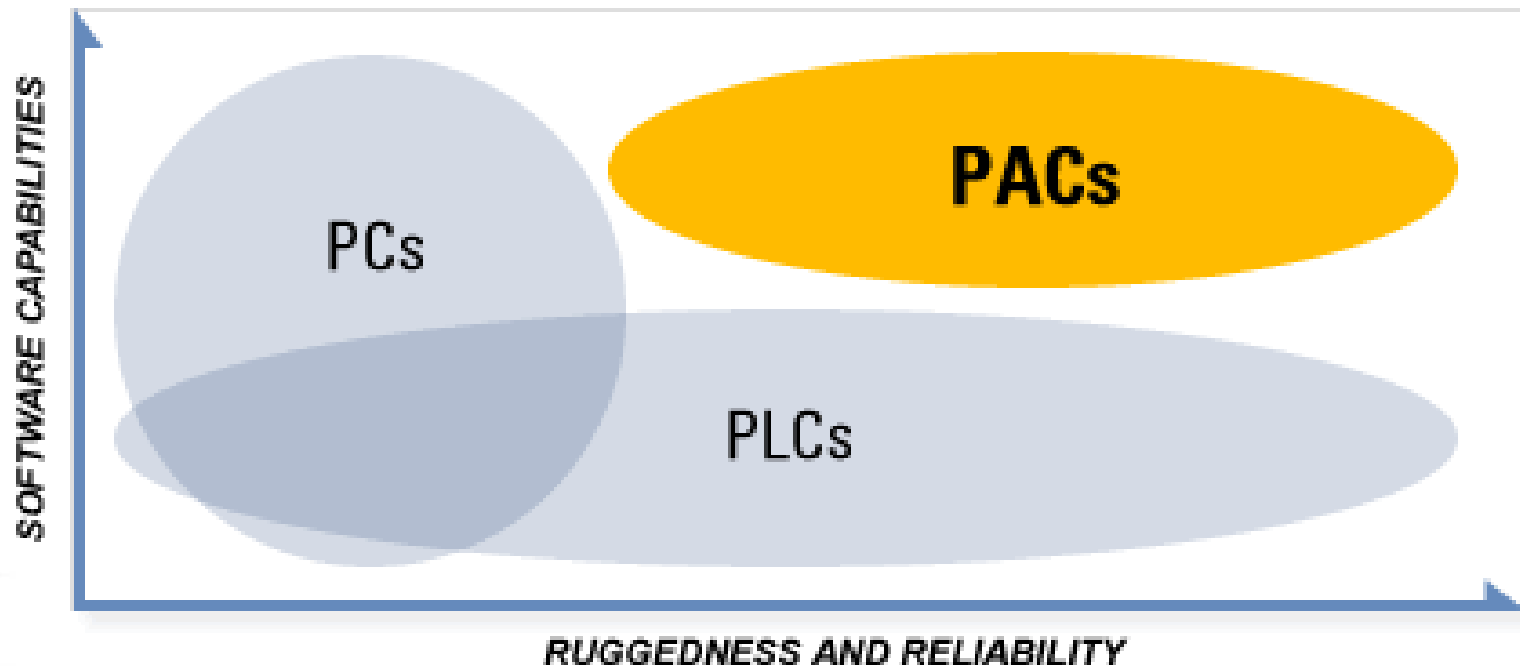 SOFTWARE CAPABILITIES
PACs
PCs
PLCs
RUGGEDNESS AND RELIABILITY